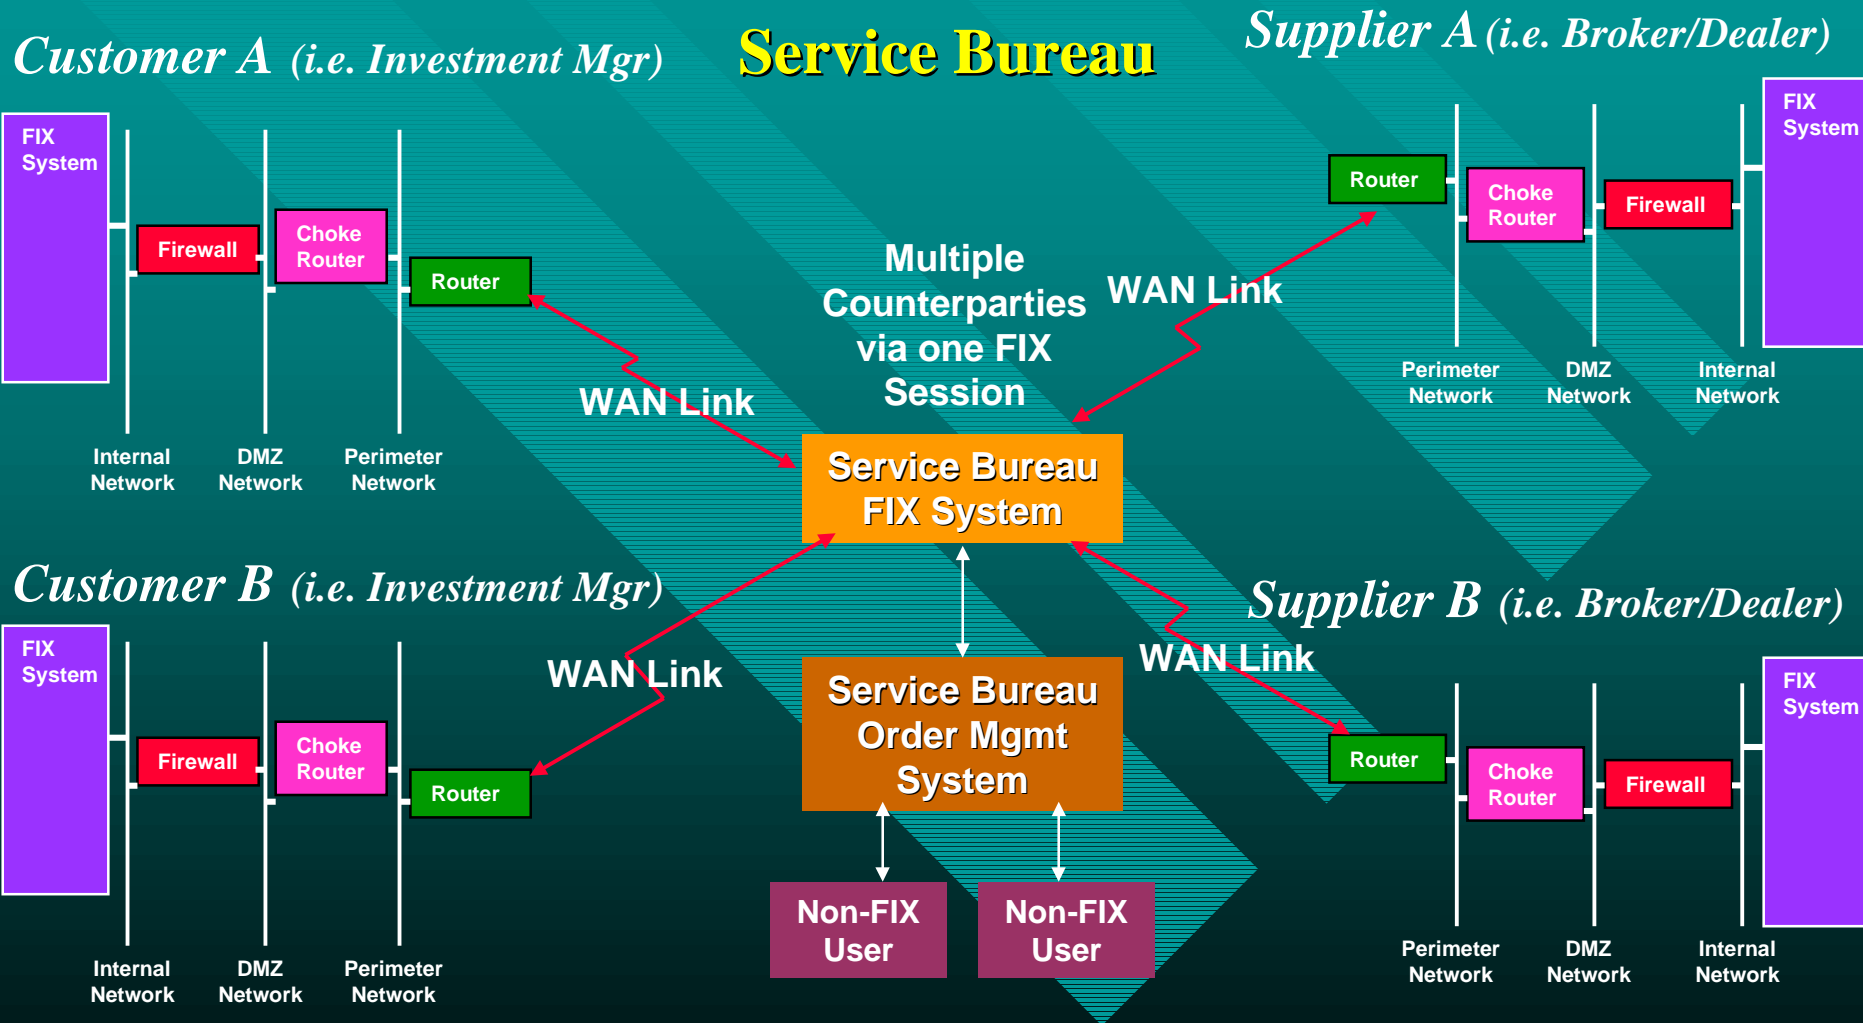 Service Bureau
Customer A (i.e. Investment Mgr)
FIX
System
Firewall
Choke
Router
Router
Internal
Network
DMZ
Network
Perimeter
Network
WAN Link
Supplier A (i.e. Broker/Dealer)
Router
Choke
Router
Firewall
FIX
System
Perimeter
Network
DMZ
Network
Internal
Network
WAN Link
Multiple
Counterparties
via one FIX
Session
Service Bureau
FIX System
Customer B (i.e. Investment Mgr)
FIX
System
Firewall
Choke
Router
Router
Internal
Network
DMZ
Network
Perimeter
Network
WAN Link
Service Bureau
Order Mgmt
System
Non-FIX
User
Non-FIX
User
Supplier B (i.e. Broker/Dealer)
WAN Link
Router
Choke
Router
Firewall
FIX
System
Perimeter
Network
DMZ
Network
Internal
Network